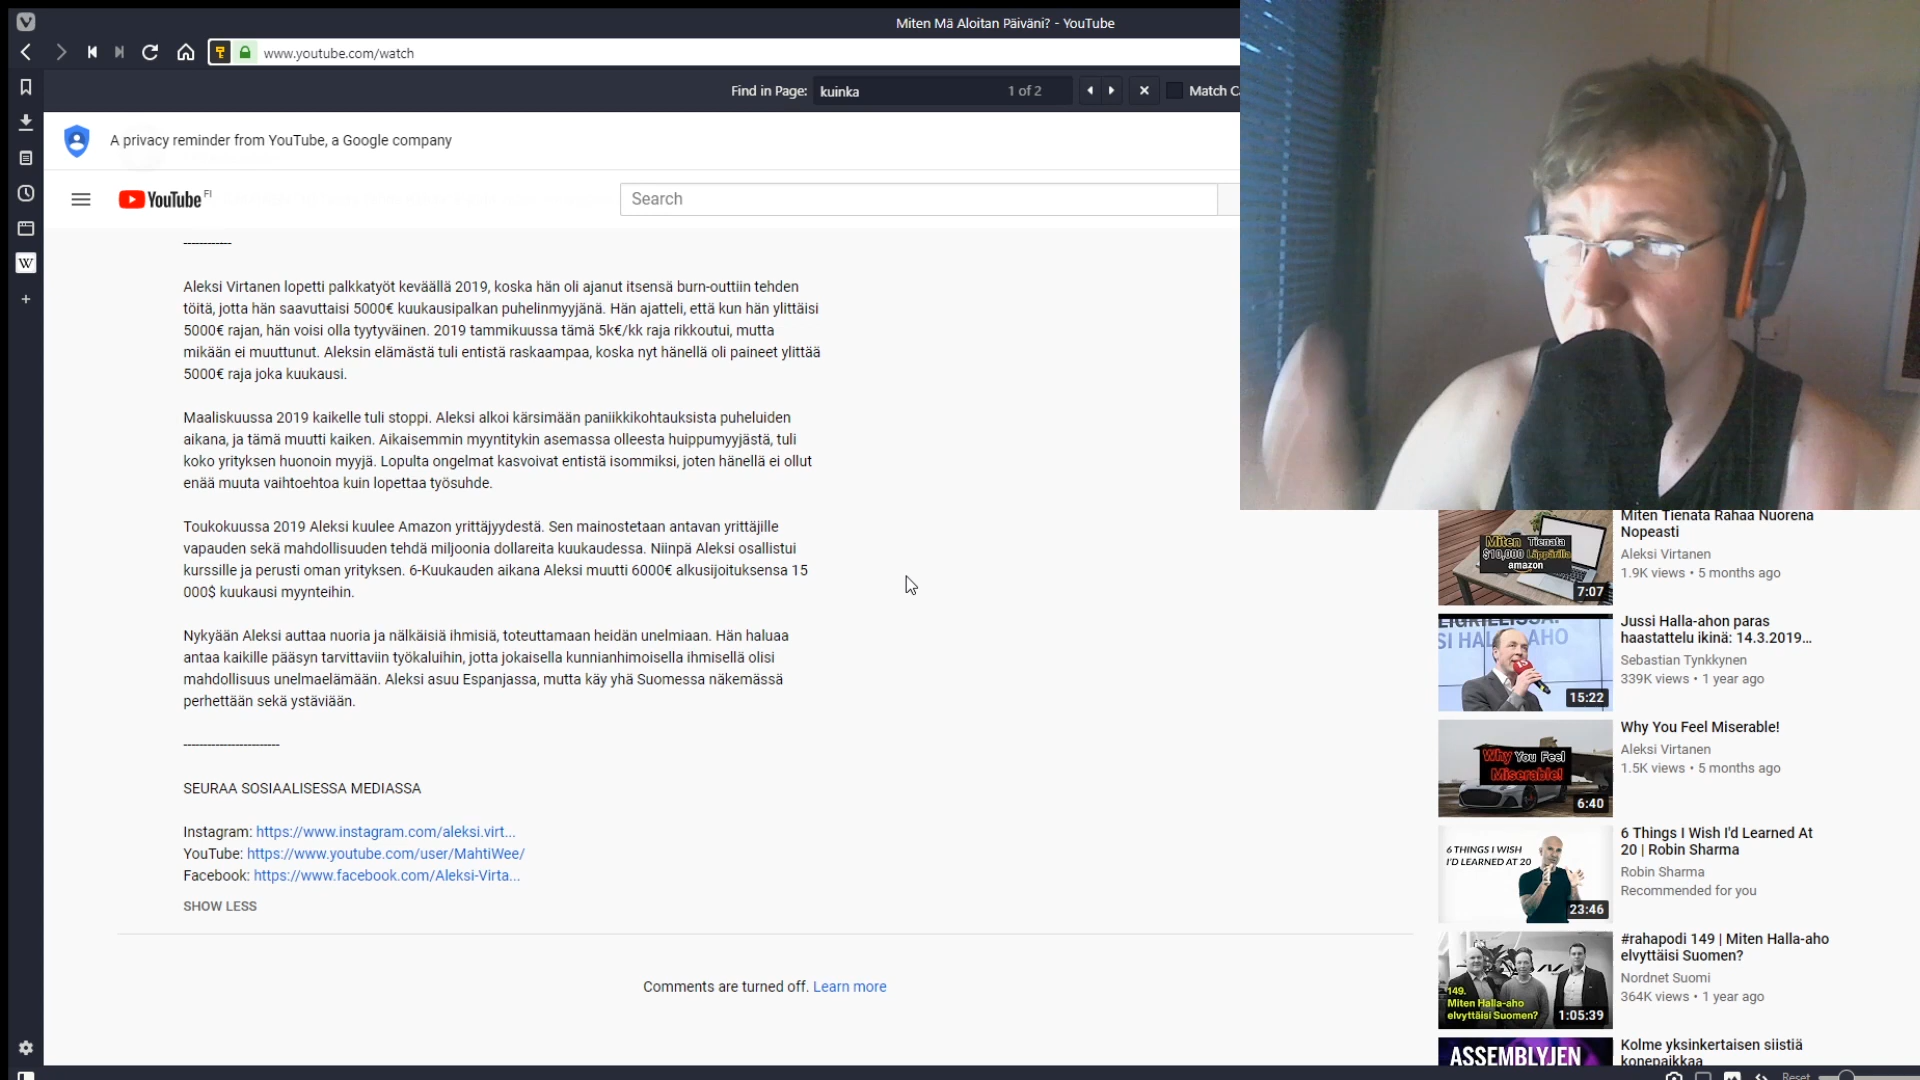 Miten Mä Aloitan Päiväni? - YouTube
www.youtube.com/watch
Find in Page: kuinka 1 of 2 Match
A privacy reminder from YouTube, a Google company
YouTube FI
Search
------------
Aleksi Virtanen lopetti palkkatyöt keväällä 2019, koska hän oli ajanut itsensä burn-outtiin tehden
töitä, jotta hän saavuttaisi 5000€ kuukausipalkan puhelinmyyjänä. Hän ajatteli, että kun hän ylittäisi
5000€ rajan, hän voisi olla tyytyväinen. 2019 tammikuussa tämä 5k€/kk raja rikkoutui, mutta
mikään ei muuttunut. Aleksin elämästä tuli entistä raskaampaa, koska nyt hänellä oli paineet ylittää
5000€ raja joka kuukausi.
Maaliskuussa 2019 kaikelle tuli stoppi. Aleksi alkoi kärsimään paniikkikohtauksista puheluiden
aikana, ja tämä muutti kaiken. Aikaisemmin myyntitykin asemassa olleesta huippumyyjästä, tuli
koko yrityksen huonoin myyjä. Lopulta ongelmat kasvoivat entistä isommiksi, joten hänellä ei ollut
enää muuta vaihtoehtoa kuin lopettaa työsuhde.
Toukokuussa 2019 Aleksi kuulee Amazon yrittäjyydestä. Sen mainostetaan antavan yrittäjille
vapauden sekä mahdollisuuden tehdä miljoonia dollareita kuukaudessa. Niinpä Aleksi osallistui
kurssille ja perusti oman yrityksen. 6-Kuukauden aikana Aleksi muutti 6000€ alkusijoituksensa 15
000$ kuukausi myynteihin.
Nykyään Aleksi auttaa nuoria ja nälkäisiä ihmisiä, toteuttamaan heidän unelmiaan. Hän haluaa
antaa kaikille pääsyn tarvittaviin työkaluihin, jotta jokaisella kunnianhimoisella ihmisellä olisi
mahdollisuus unelmaelämään. Aleksi asuu Espanjassa, mutta käy yhä Suomessa näkemässä
perhettään sekä ystäviään.
------------------------
SEURAA SOSIAALISESSA MEDIASSA
Instagram: https://www.instagram.com/aleksi.virt...
YouTube: https://www.youtube.com/user/MahtiWee/
Facebook: https://www.facebook.com/Aleksi-Virta...
SHOW LESS
Comments are turned off. Learn more
Miten Tienata Rahaa Nuorena
Nopeasti
Aleksi Virtanen
1.9K views • 5 months ago
Miten Tienata
$10,000 Läppärillä
amazon
7:07
Jussi Halla-ahon paras
haastattelu ikinä: 14.3.2019...
Sebastian Tynkkynen
339K views • 1 year ago
SI HALLA-AHO
15:22
Why You Feel Miserable!
Aleksi Virtanen
1.5K views • 5 months ago
Why You Feel
Miserable!
6:40
6 Things I Wish I'd Learned At
20 | Robin Sharma
Robin Sharma
Recommended for you
6 THINGS I WISH
I'D LEARNED AT 20
23:46
#rahapodi 149 | Miten Halla-aho
elvyttäisi Suomen?
Nordnet Suomi
364K views • 1 year ago
149.
Miten Halla-aho
elvyttäisi Suomen?
1:05:39
Kolme yksinkertaisen siistiä
konepaikkaa
ASSEMBLYJEN
Reset